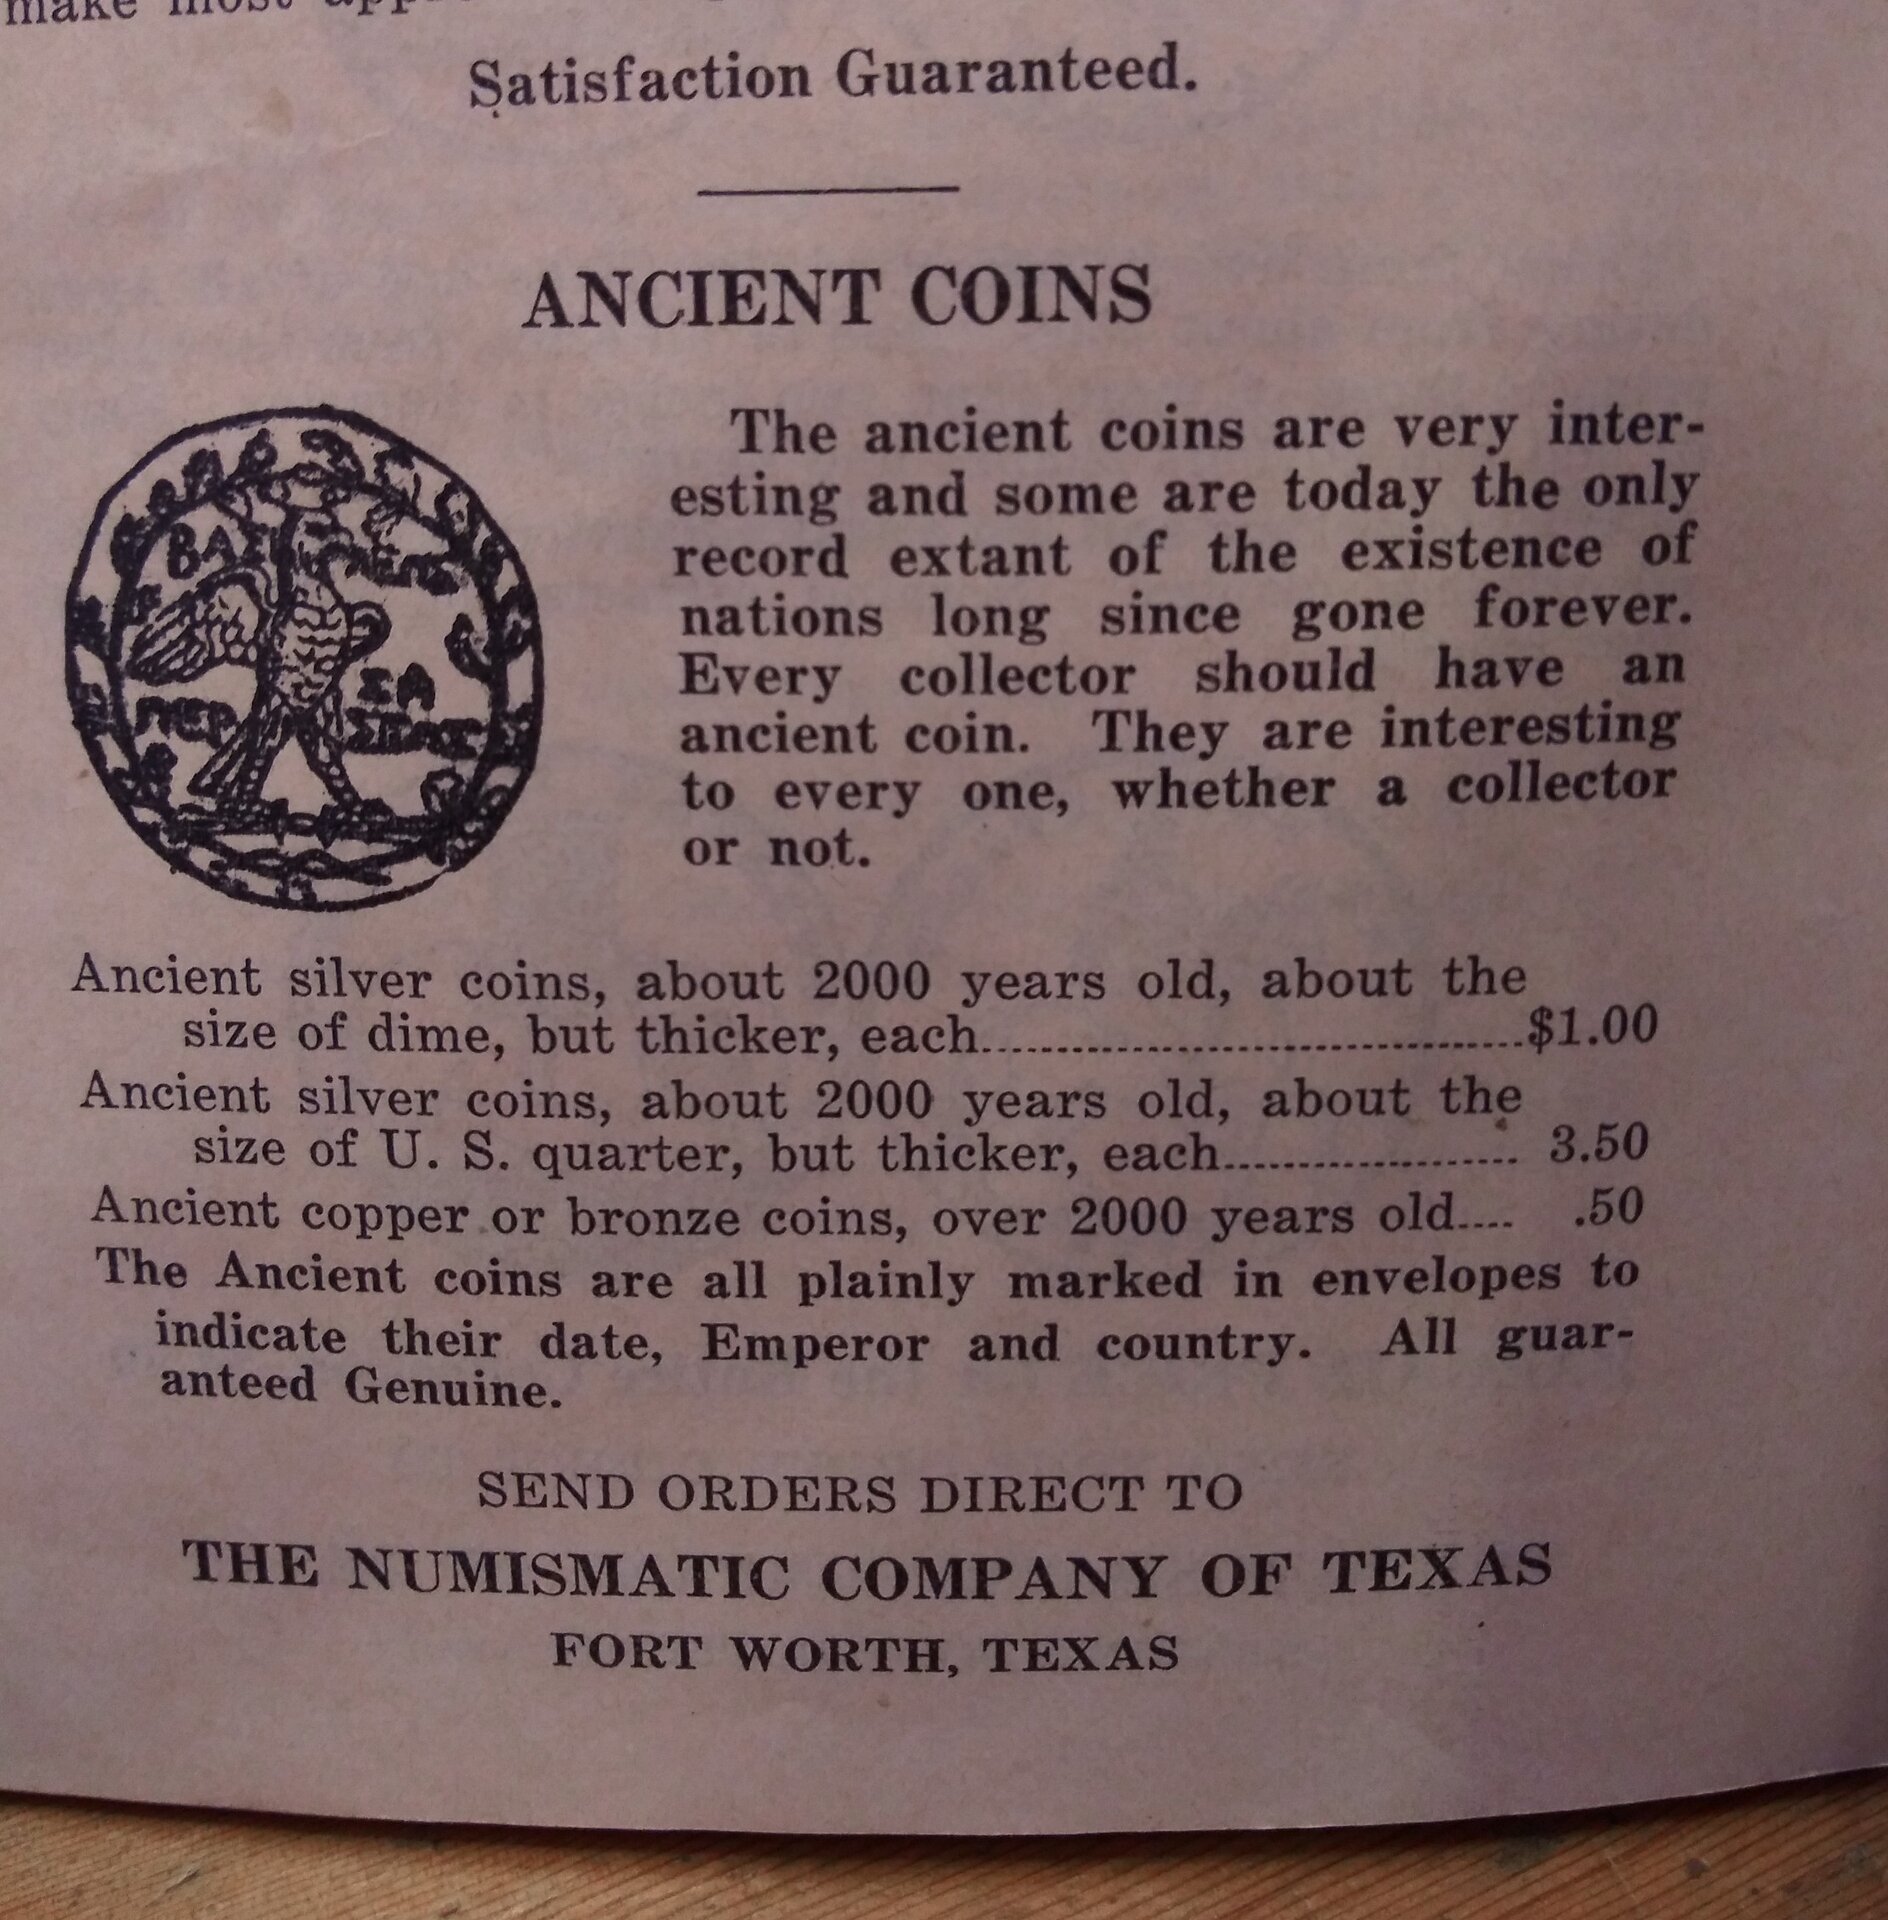 make most
Satisfaction Guaranteed.
ANCIENT COINS
The ancient coins are very inter-
esting and some are today the only
record extant of the existence of
nations long since gone forever.
Every collector should have an
ancient coin. They are interesting
to every one, whether a collector
or not.
ΠΕΡ
ΣΑ
Ancient silver coins, about 2000 years old, about the
size of dime, but thicker, each......................................$1.00
Ancient silver coins, about 2000 years old, about the
size of U. S. quarter, but thicker, each.................... 3.50
Ancient copper or bronze coins, over 2000 years old.... .50
The Ancient coins are all plainly marked in envelopes to
indicate their date, Emperor and country. All guar-
anteed Genuine.
SEND ORDERS DIRECT TO
THE NUMISMATIC COMPANY OF TEXAS
FORT WORTH, TEXAS